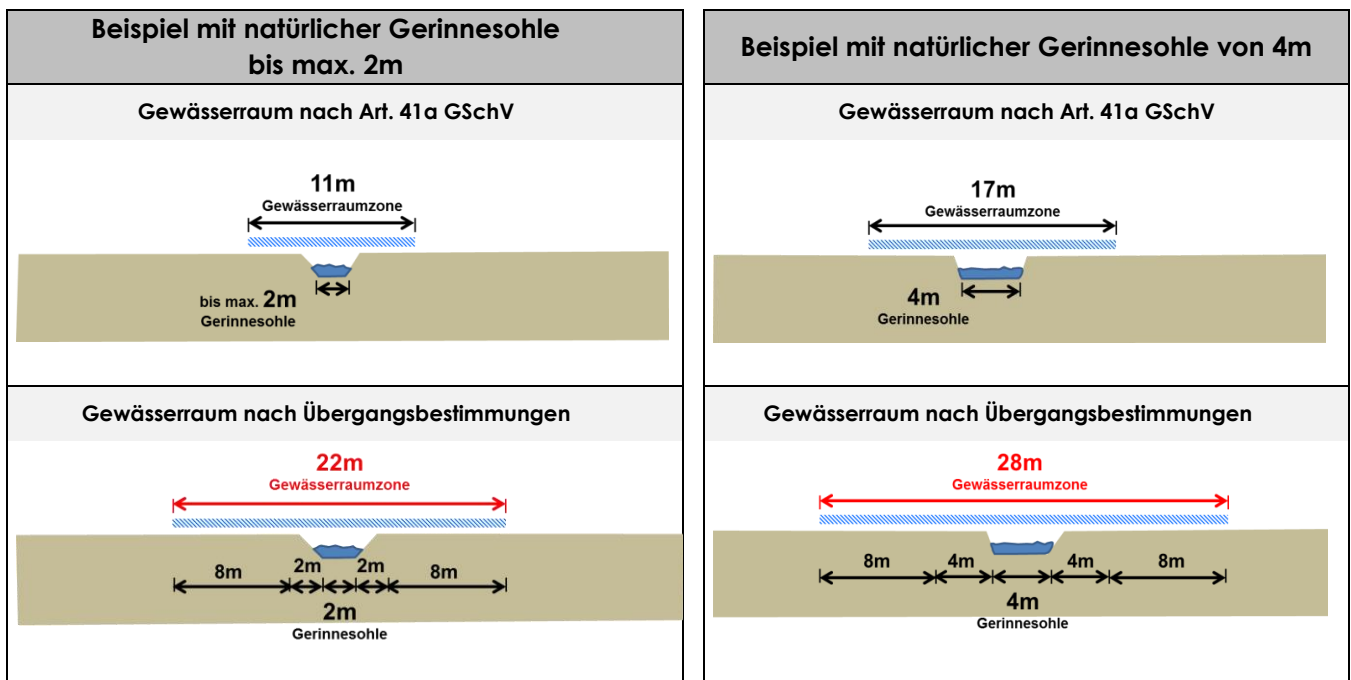 Beispiel mit natürlicher Gerinnesohle
bis max. 2m
Gewässerraum nach Art. 41a GSchV
11m
Gewässerraumzone
bis max. 2m
Gerinnesohle
Gewässerraum nach Übergangsbestimmungen
22m
Gewässerraumzone
8m 2m 2m 8m
2m
Gerinnesohle
Beispiel mit natürlicher Gerinnesohle von 4m
Gewässerraum nach Art. 41a GSchV
17m
Gewässerraumzone
4m
Gerinnesohle
Gewässerraum nach Übergangsbestimmungen
28m
Gewässerraumzone
8m 4m 4m 8m
4m
Gerinnesohle